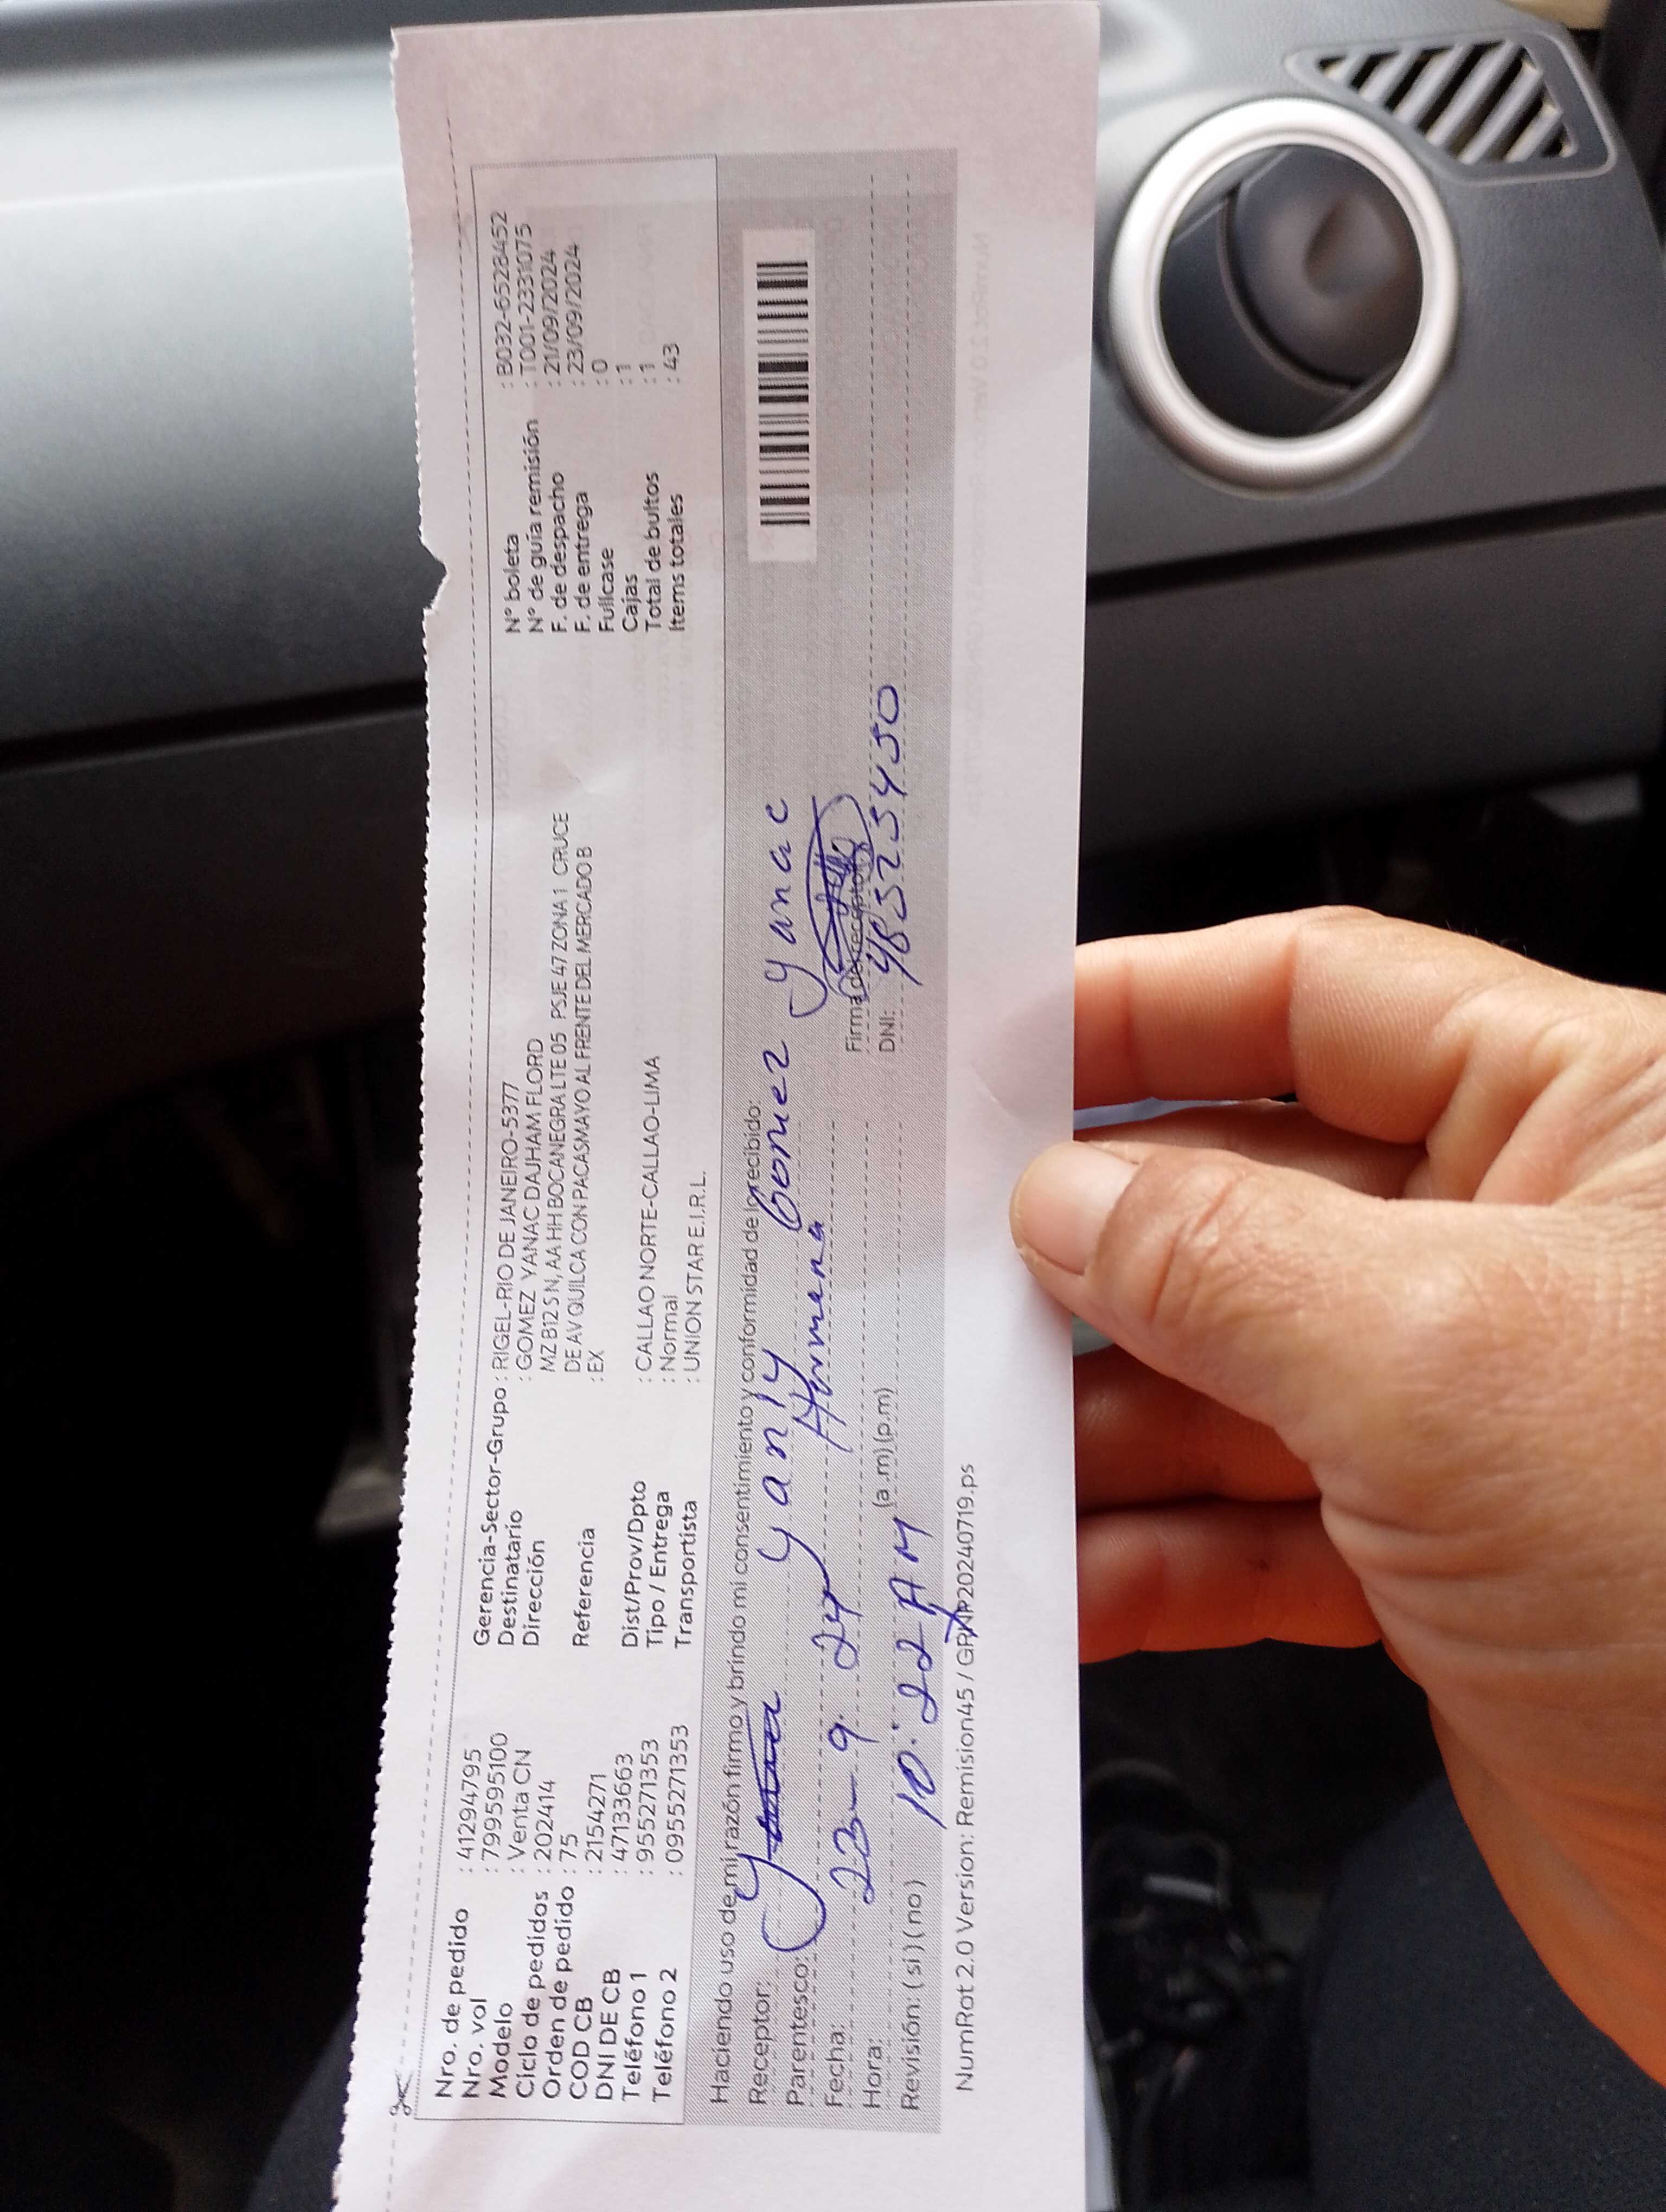 Nro. de pedido : 41294795
Nro. vol : 799595100
Modelo : Venta CN
Ciclo de pedidos : 202414
Orden de pedido : 75
COD CB : 2154271
DNI DE CB : 47133663
Teléfono 1 : 955271353
Teléfono 2 : 0955271353
Gerencia-Sector-Grupo : RIGEL-RIO DE JANEIRO-5377
Destinatario : GOMEZ YANAC DAJHAM FLORD
Dirección MZ B12 S N, AA HH BOCANEGRA LTE 05 PSJE 47 ZONA 1 CRUCE
DE AV QUILCA CON PACASMAYO AL FRENTE DEL MERCADO B
Referencia : EX
Dist/Prov/Dpto : CALLAO NORTE-CALLAO-LIMA
Tipo / Entrega : Normal
Transportista : UNION STAR E.I.R.L.
N° boleta : B032-6528452
N° de guía remisión : T001-2331075
F. de despacho : 21/09/2024
F. de entrega : 23/09/2024
Fullcase : 0
Cajas : 1
Total de bultos : 1
Items totales : 43
Haciendo uso de mi razón firmo y brindo mi consentimiento y conformidad de lo recibido:
Receptor: Yanly Gomez Yanac
Parentesco: Hermana
Fecha: 23-9-24
Hora: 10:22 AM (a.m) (p.m)
Revisión: ( si ) ( no )
Firma del receptor
DNI: 48523450
NumRot 2.0 Version: Remision45 / GRNP20240719.ps